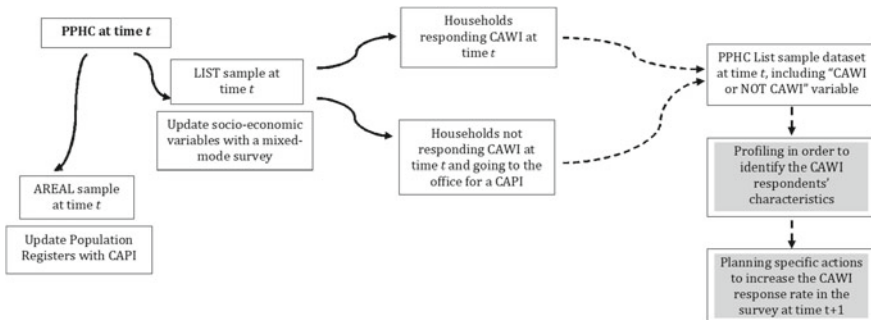 PPHC at time t
LIST sample at
time t
Update socio-economic
variables with a mixed-
mode survey
AREAL sample
at time t
Update Population
Registers with CAPI
Households
responding CAWI at
time t
Households not
responding CAWI at
time t and going to the
office for a CAPI
PPHC List sample dataset
at time t, including “CAWI
or NOT CAWI” variable
Profiling in order to
identify the CAWI
respondents’
characteristics
Planning specific actions
to increase the CAWI
response rate in the
survey at time t+1